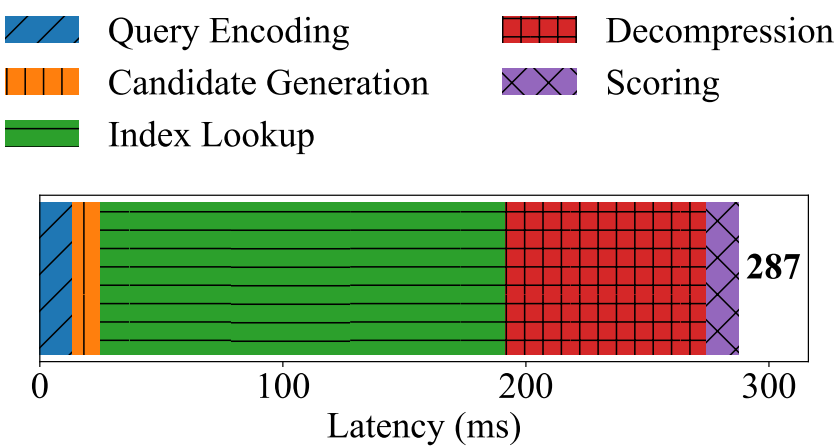 Query Encoding
Candidate Generation
Index Lookup
Decompression
Scoring
287
0 100 200 300
Latency (ms)